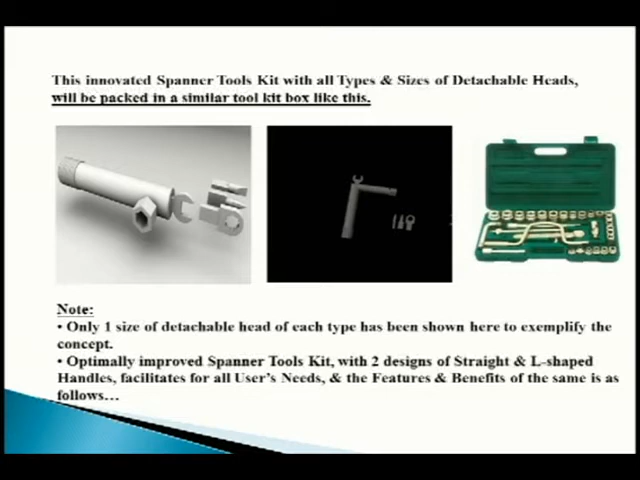 This innovated Spanner Tools Kit with all Types & Sizes of Detachable Heads,
will be packed in a similar tool kit box like this.
Note:
• Only 1 size of detachable head of each type has been shown here to exemplify the
concept.
• Optimally improved Spanner Tools Kit, with 2 designs of Straight & L-shaped
Handles, facilitates for all User's Needs, & the Features & Benefits of the same is as
follows…